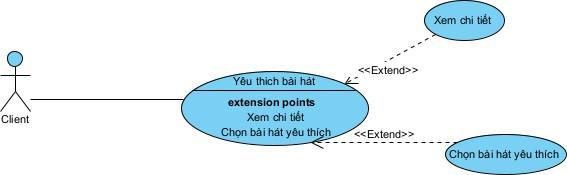 Xem chi tiết
<<Extend>>
Yêu thich bài hát
extension points
Xem chi tiết
Chọn bài hát yêu thích
Client
<<Extend>>
Chọn bài hát yêu thích